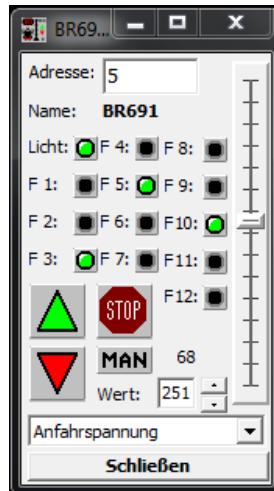 BR69...
Adresse: 5
Name: BR691
Licht: F 4: F 8:
F 1: F 5: F 9:
F 2: F 6: F10:
F 3: F 7: F11:
STOP F12:
MAN 68
Wert: 251
Anfahrspannung
Schließen